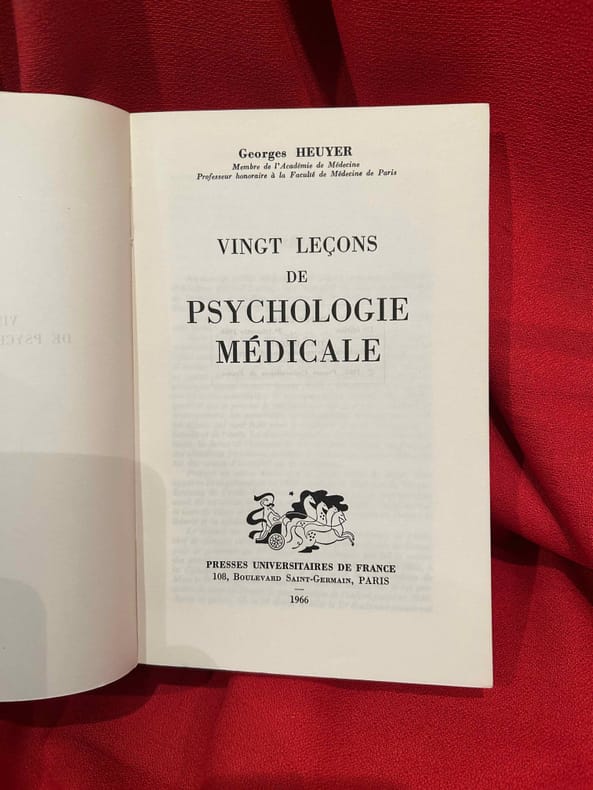 Georges HEUYER
Membre de l'Académie de Médecine
Professeur honoraire à la Faculté de Médecine de Paris
VINGT LEÇONS
DE
PSYCHOLOGIE
MÉDICALE
PRESSES UNIVERSITAIRES DE FRANCE
108, Boulevard Saint-Germain, PARIS
1966